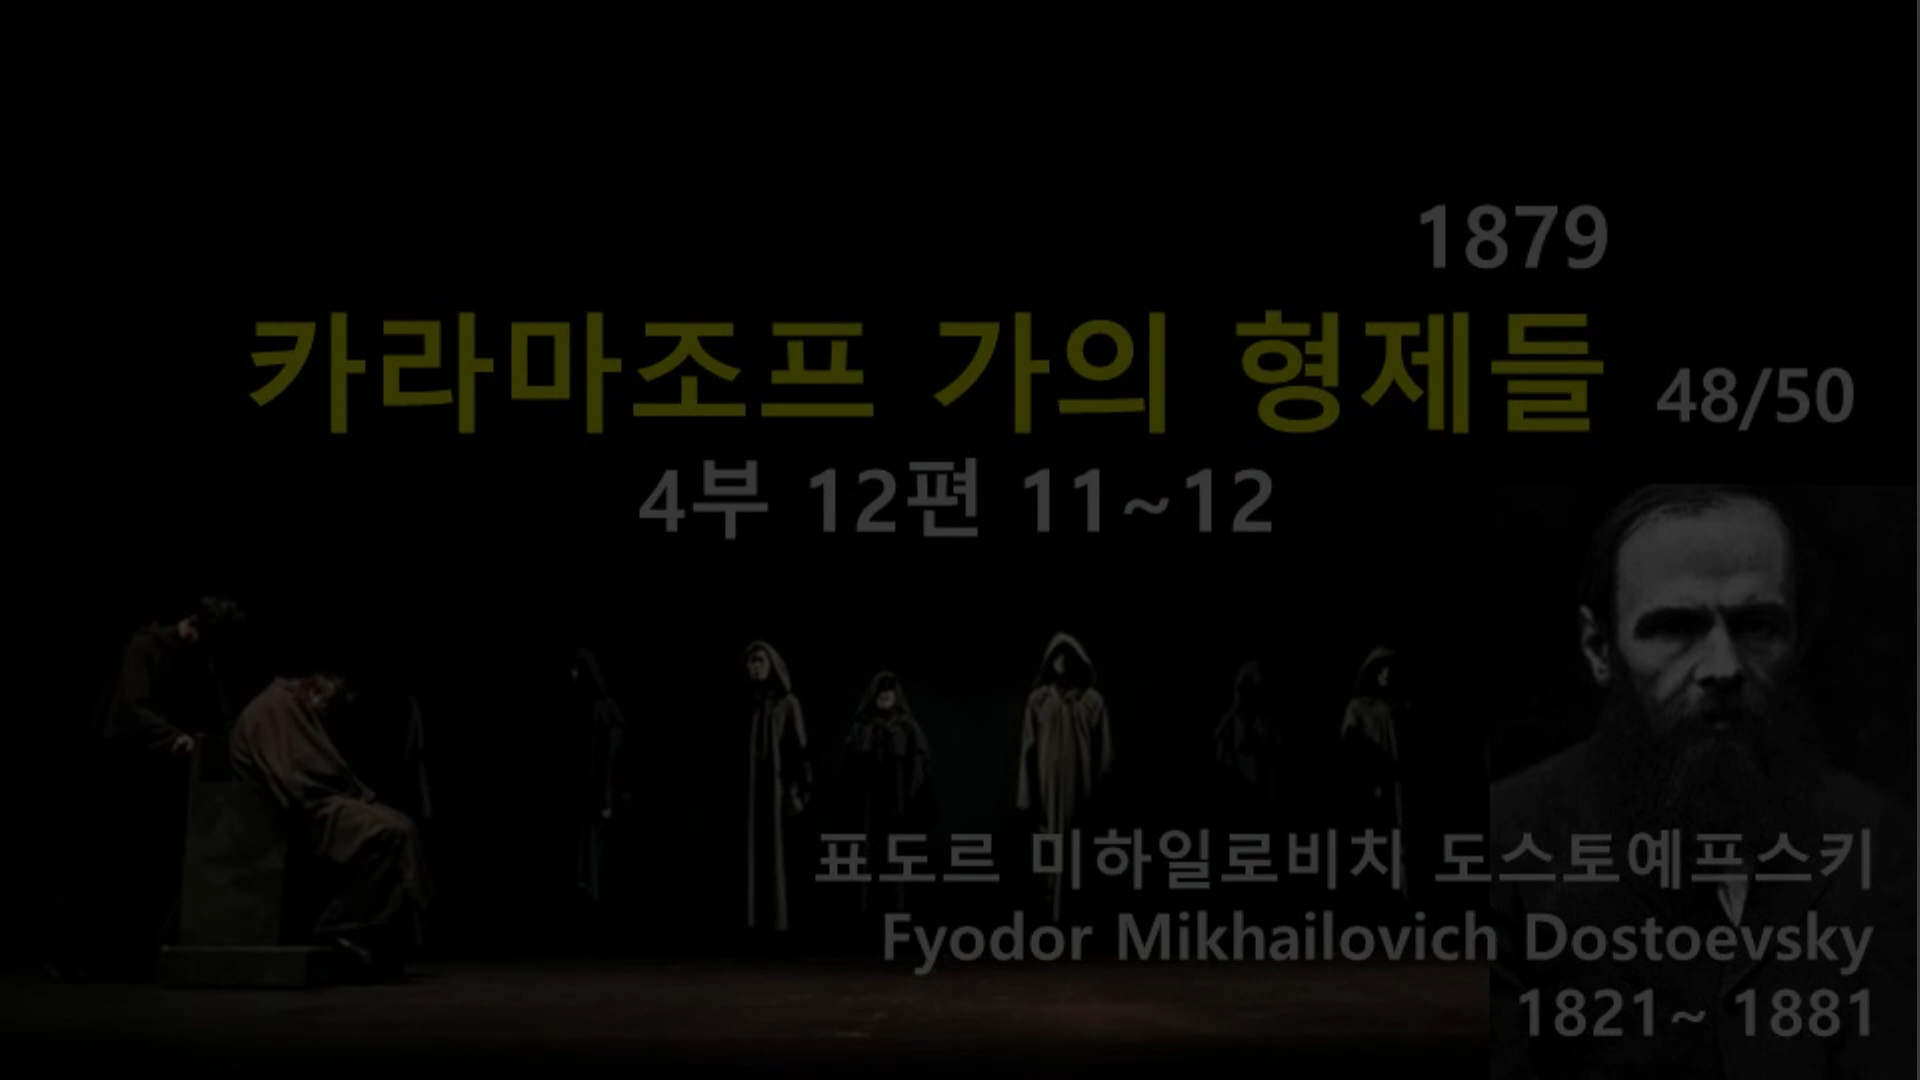 1879
카라마조프 가의 형제들 48/50
4부 12편 11~12
표도르 미하일로비차 도스토예프스키
Fyodor Mikhailovich Dostoevsky
1821~ 1881